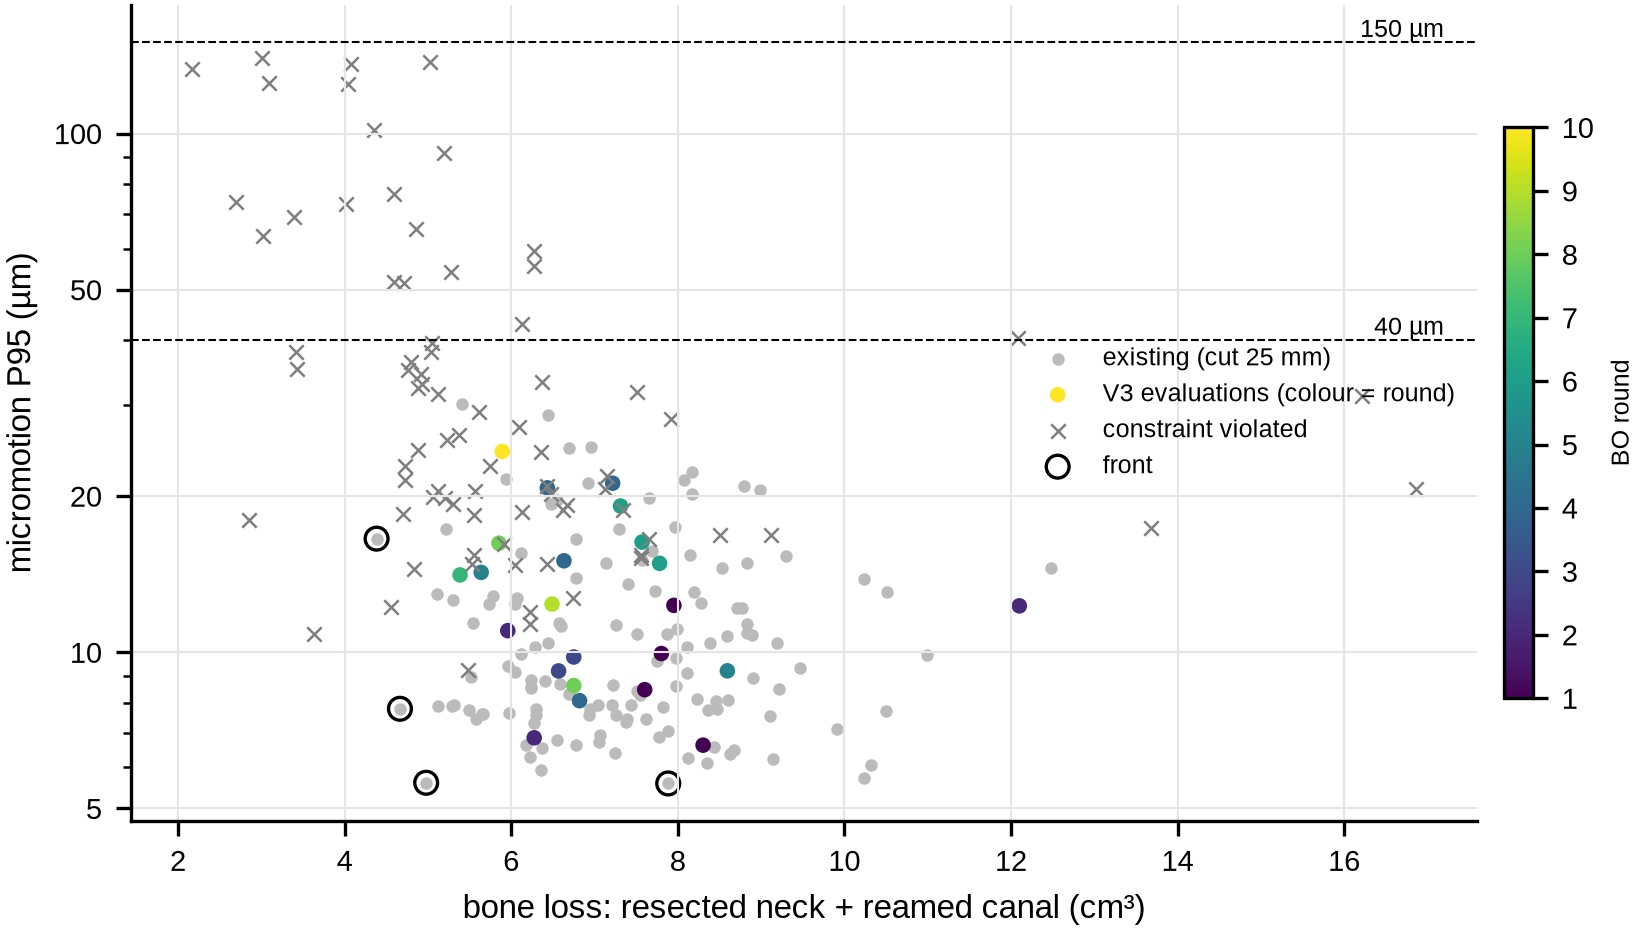 150 µm
40 µm
existing (cut 25 mm)
V3 evaluations (colour = round)
constraint violated
front
100
50
20
10
5
micromotion P95 (µm)
2
4
6
8
10
12
14
16
bone loss: resected neck + reamed canal (cm³)
10
9
8
7
6
5
4
3
2
1
BO round